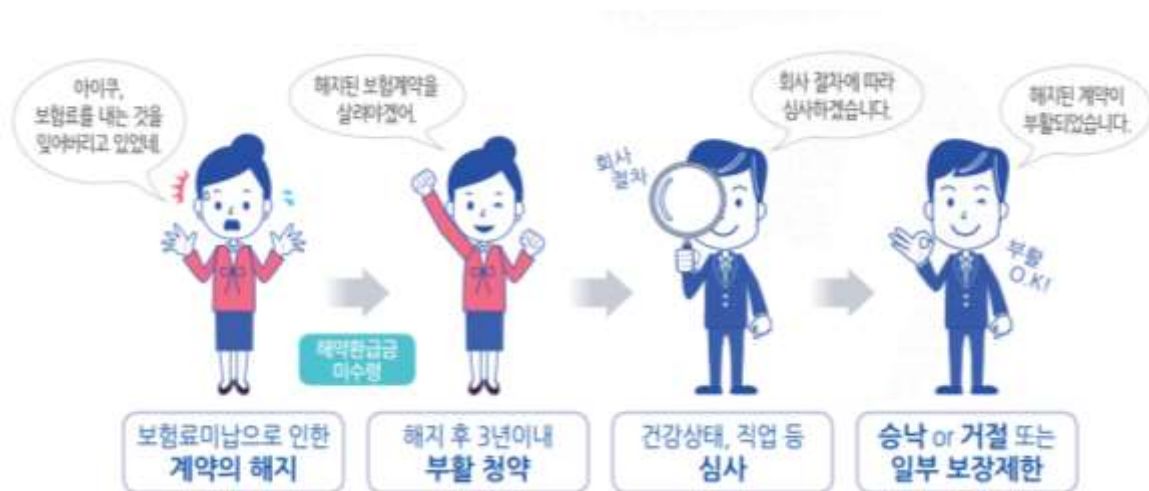 아이쿠,
보험료를 내는 것을
잊어버리고 있었네.
해지된 보험계약을
살려야겠어.
회사 절차에 따라
심사하겠습니다.
해지된 계약이
부활되었습니다.
회사
절차
부활
O.K!
해약환급금
미수령
보험료미납으로 인한
계약의 해지
해지 후 3년이내
부활 청약
건강상태, 직업 등
심사
승낙 or 거절 또는
일부 보장제한